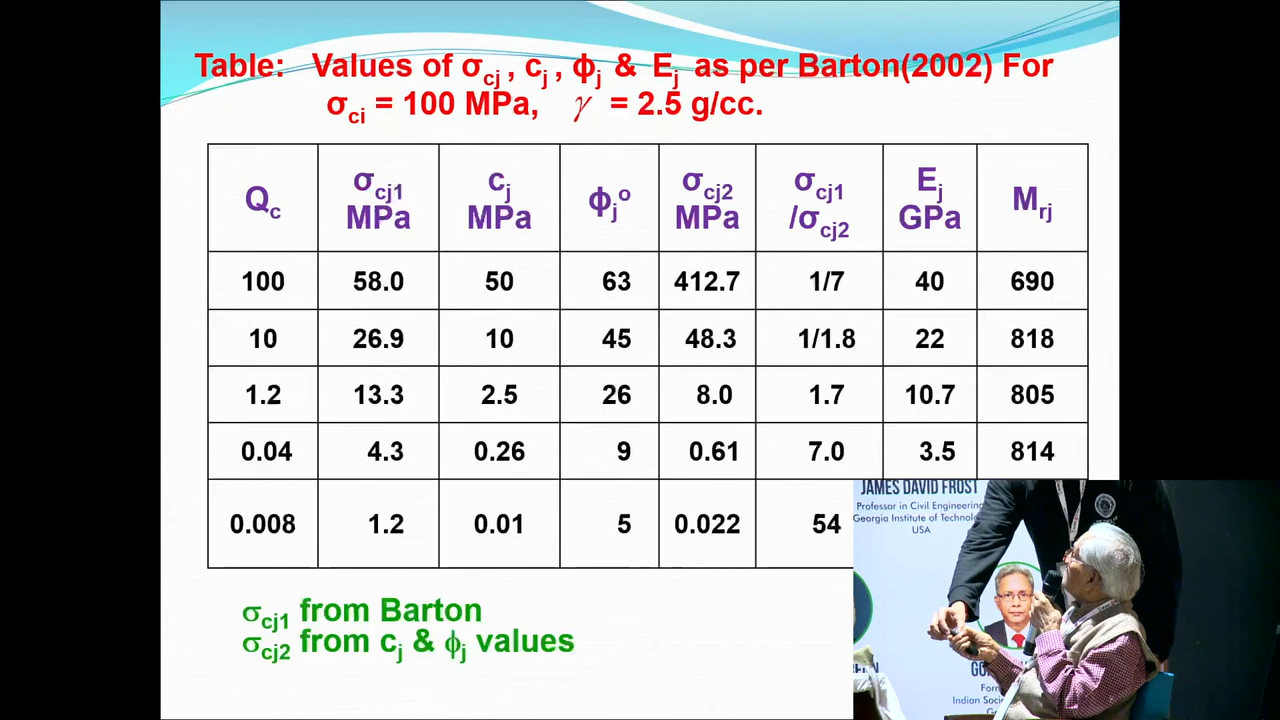 Table: Values of σcj , cj , ϕj & Ej as per Barton(2002) For
σci = 100 MPa, γ = 2.5 g/cc.
Qc σcj1 MPa cj MPa ϕj° σcj2 MPa σcj1 /σcj2 Ej GPa Mrj
100 58.0 50 63 412.7 1/7 40 690
10 26.9 10 45 48.3 1/1.8 22 818
1.2 13.3 2.5 26 8.0 1.7 10.7 805
0.04 4.3 0.26 9 0.61 7.0 3.5 814
0.008 1.2 0.01 5 0.022 54
σcj1 from Barton
σcj2 from cj & ϕj values
JAMES DAVID FROST
Professor in Civil Engineering
Georgia Institute of Technolo
USA
Indian Socie